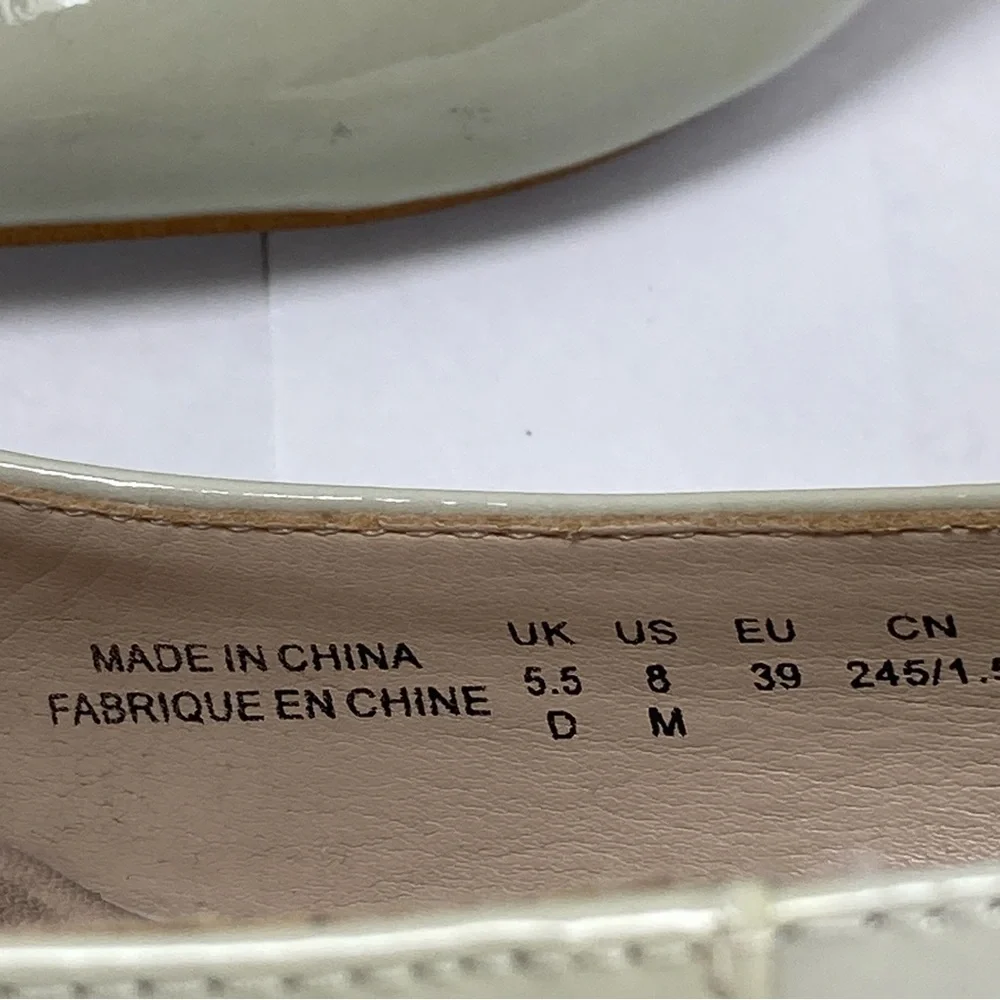 MADE IN CHINA
FABRIQUE EN CHINE
UK US EU CN
5.5 8 39 245/1.5
D M